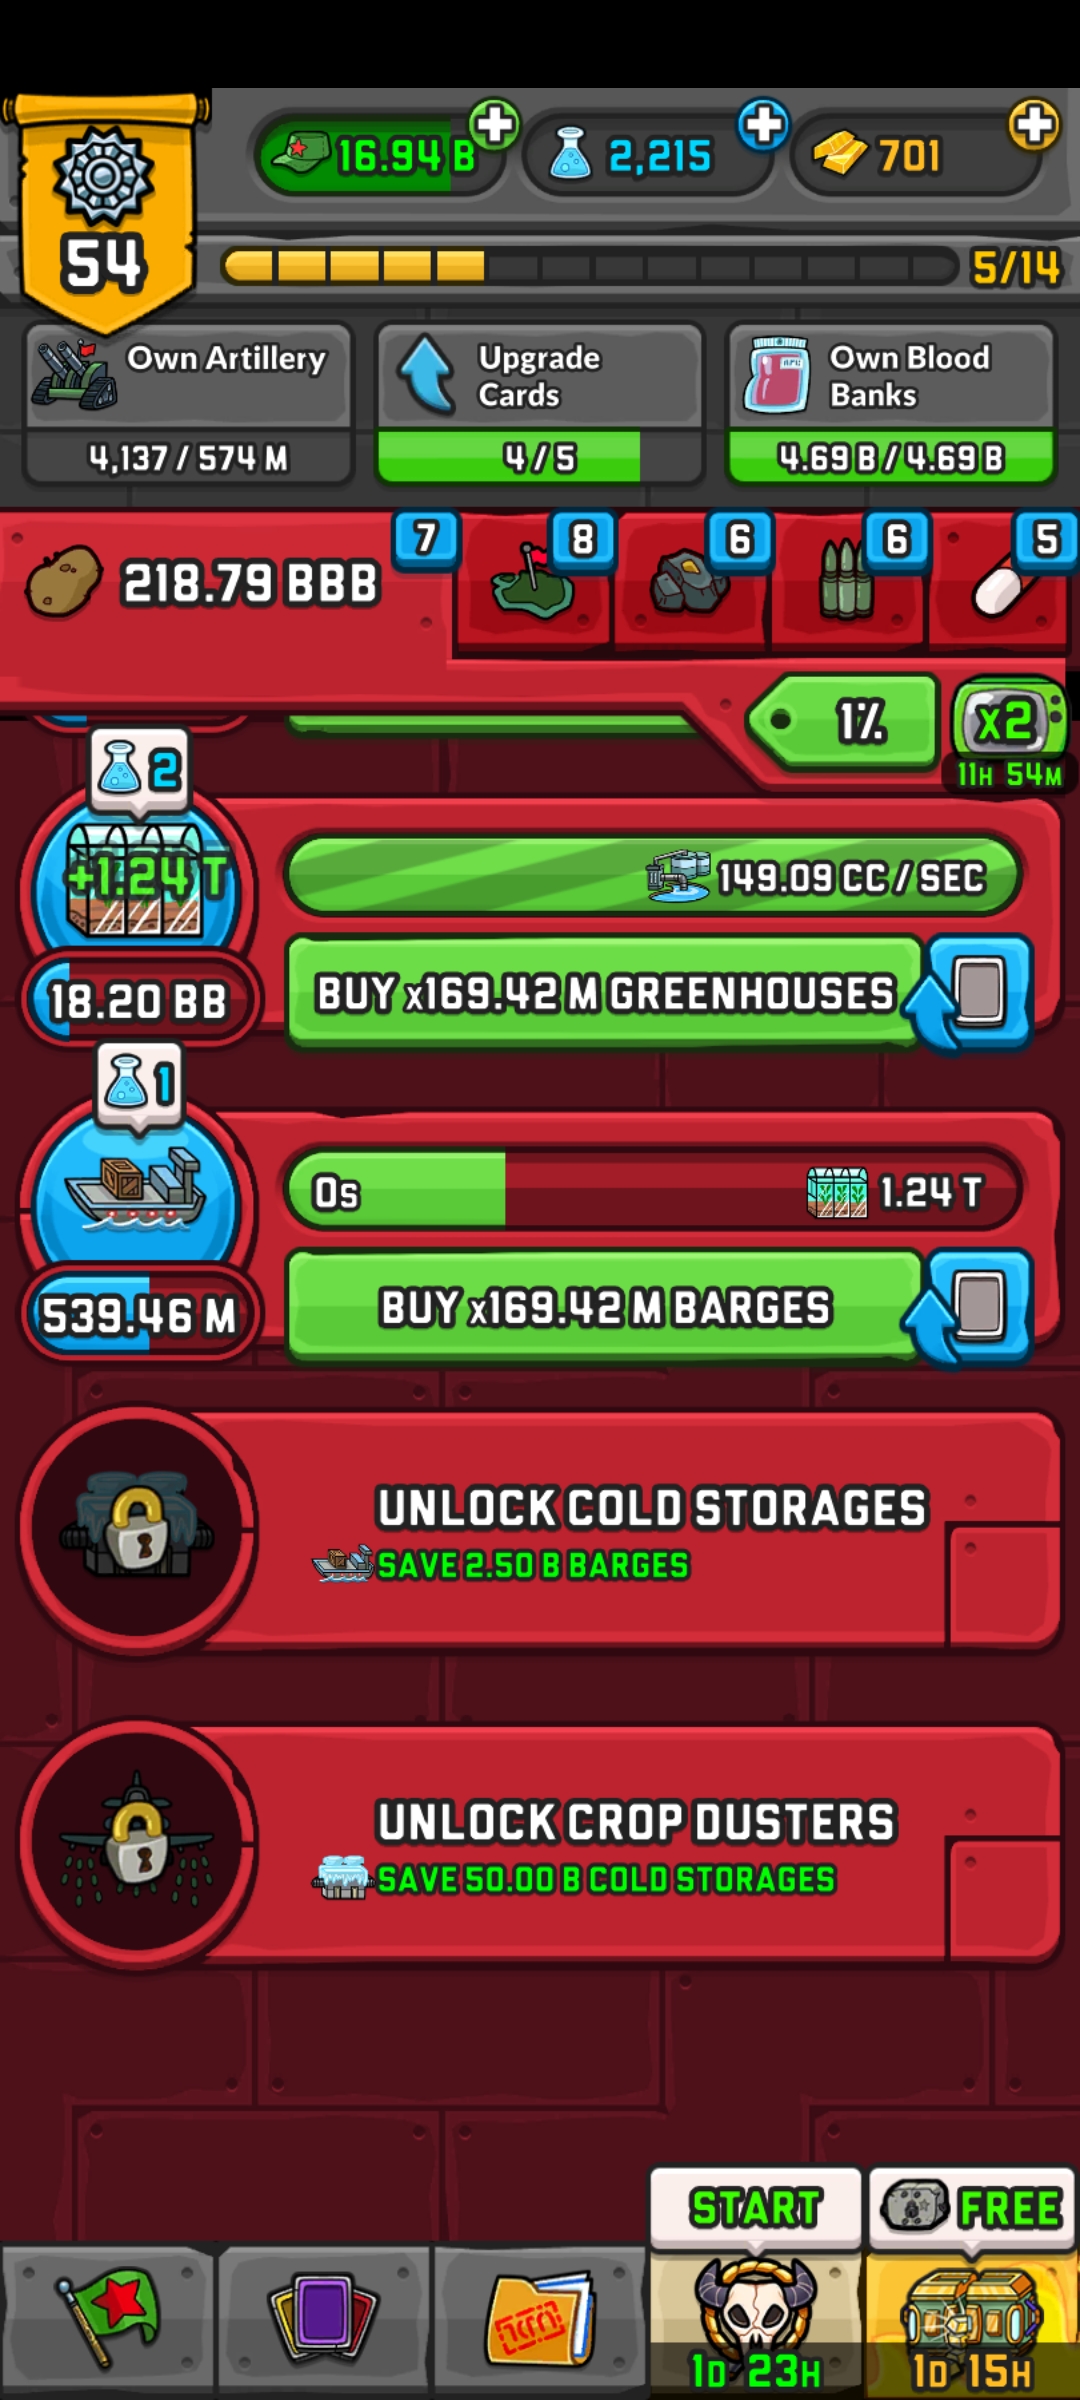 54
16.94 B
2,215
701
5/14
Own Artillery
4,137 / 574 M
Upgrade
Cards
4 / 5
Own Blood
Banks
4.69 B / 4.69 B
218.79 BBB
7
8
6
6
5
1%
x2
11H 54M
2
+1.24 T
149.09 CC / SEC
18.20 BB
BUY x169.42 M GREENHOUSES
1
0s
1.24 T
539.46 M
BUY x169.42 M BARGES
UNLOCK COLD STORAGES
SAVE 2.50 B BARGES
UNLOCK CROP DUSTERS
SAVE 50.00 B COLD STORAGES
START
FREE
1D 23H
1D 15H